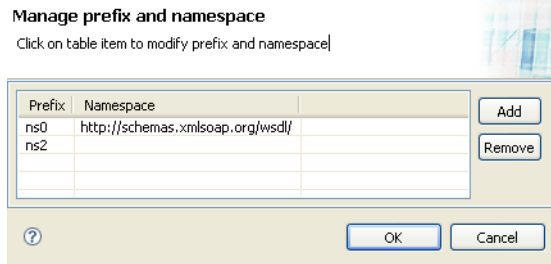 Manage prefix and namespace
Click on table item to modify prefix and namespace
Prefix Namespace
ns0 http://schemas.xmlsoap.org/wsdl/
ns2
Add
Remove
?
OK Cancel